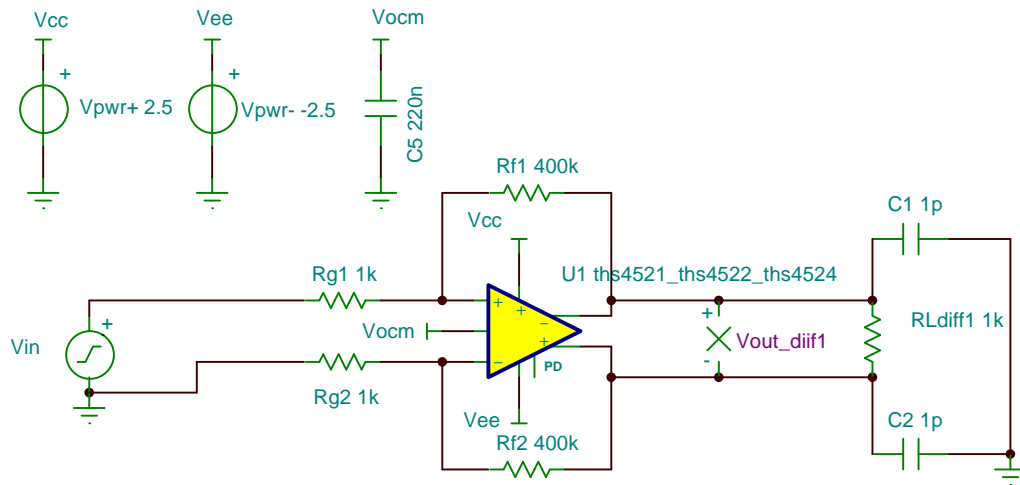 Vcc
Vee
Vocm
+
+
Vpwr+ 2.5
Vpwr- -2.5
C5 220n
Rf1 400k
C1 1p
Vcc
U1 ths4521_ths4522_ths4524
Rg1 1k
+
+
-
Vocm
+
-
PD
Vin
+
+
Vout_diif1
-
RLdiff1 1k
Rg2 1k
Vee
Rf2 400k
C2 1p